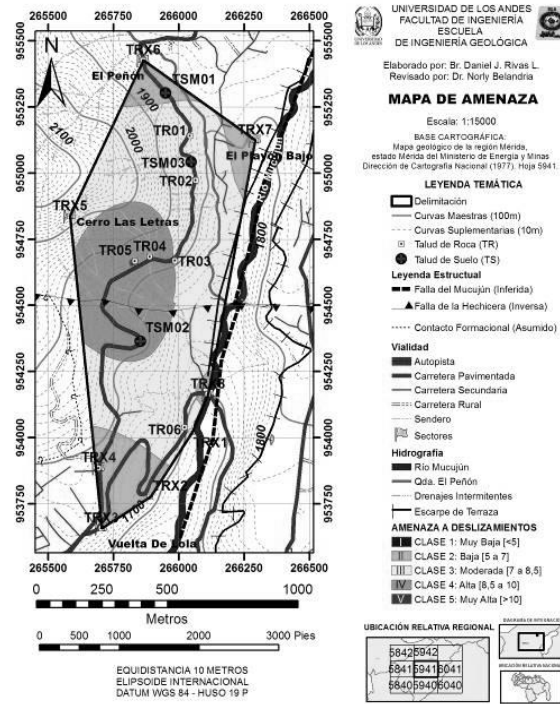 265500 265750 266000 266250 266500
955500
955250
955000
954750
954500
954250
954000
953750
955500
955250
955000
954750
954500
954250
954000
953750
N
TRX6
El Peñón
TSM01
1900
2000
2100
TR01
TRX7
TSM03
El Playón Bajo
TR02
TRX5
Cerro Las Letras
1800
TR04
TR05
TR03
TSM02
TR06
TRX1
1800
TRX4
TRX2
1700
Vuelta De Lola
265500 265750 266000 266250 266500
0 250 500 1000
Metros
0 500 1000 2000 3000 Pies
EQUIDISTANCIA 10 METROS
ELIPSOIDE INTERNACIONAL
DATUM WGS 84 - HUSO 19 P
UNIVERSIDAD DE LOS ANDES
FACULTAD DE INGENIERÍA
ESCUELA
DE INGENIERÍA GEOLÓGICA
Elaborado por: Br. Daniel J. Rivas L.
Revisado por: Dr. Norly Belandria
MAPA DE AMENAZA
Escala: 1:15000
BASE CARTOGRÁFICA:
Mapa geológico de la región Mérida,
estado Mérida del Ministerio de Energía y Minas
Dirección de Cartografía Nacional (1977). Hoja 5941.
LEYENDA TEMÁTICA
Delimitación
Curvas Maestras (100m)
Curvas Suplementarias (10m)
Talud de Roca (TR)
Talud de Suelo (TS)
Leyenda Estructual
Falla del Mucujún (Inferida)
Falla de la Hechicera (Inversa)
Contacto Formacional (Asumido)
Vialidad
Autopista
Carretera Pavimentada
Carretera Secundaria
Carretera Rural
Sendero
Sectores
Hidrografía
Río Mucujún
Qda. El Peñón
Drenajes Intermitentes
Escarpe de Terraza
AMENAZA A DESLIZAMIENTOS
I CLASE 1: Muy Baja [<5]
II CLASE 2: Baja [5 a 7]
III CLASE 3: Moderada [7 a 8,5]
IV CLASE 4: Alta [8,5 a 10]
V CLASE 5: Muy Alta [>10]
UBICACIÓN RELATIVA REGIONAL
5842 5942
5841 5941 6041
5840 5940 6040